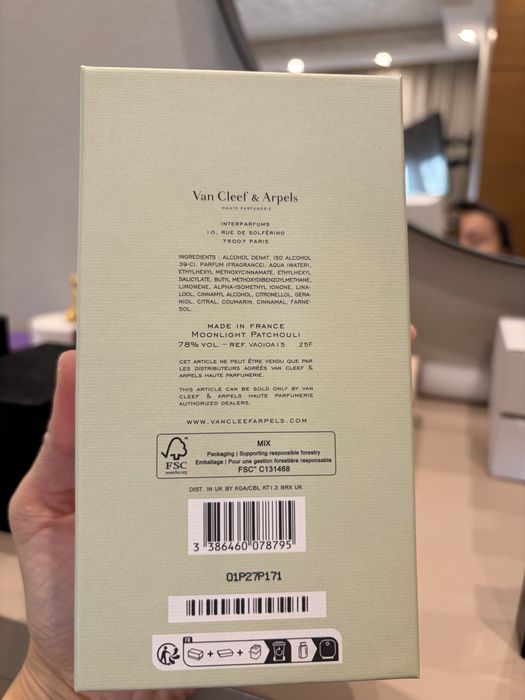 Van Cleef & Arpels
HAUTE PARFUMERIE
INTERPARFUMS
10, RUE DE SOLFÉRINO
75007 PARIS
INGREDIENTS : ALCOHOL DENAT. (SD ALCOHOL
39-C), PARFUM (FRAGRANCE), AQUA (WATER),
ETHYLHEXYL METHOXYCINNAMATE, ETHYLHEXYL
SALICYLATE, BUTYL METHOXYDIBENZOYLMETHANE,
LIMONENE, ALPHA-ISOMETHYL IONONE, LINA-
LOOL, CINNAMYL ALCOHOL, CITRONELLOL, GERA-
NIOL, CITRAL, COUMARIN, CINNAMAL, FARNE-
SOL.
MADE IN FRANCE
MOONLIGHT PATCHOULI
78% VOL. – REF. VA010A15 .25F
CET ARTICLE NE PEUT ÊTRE VENDU QUE PAR
LES DISTRIBUTEURS AGRÉÉS VAN CLEEF &
ARPELS HAUTE PARFUMERIE.
THIS ARTICLE CAN BE SOLD ONLY BY VAN
CLEEF & ARPELS HAUTE PARFUMERIE
AUTHORIZED DEALERS.
WWW.VANCLEEFARPELS.COM
FSC
www.fsc.org
MIX
Packaging | Supporting responsible forestry
Emballage | Pour une gestion forestière responsable
FSC™ C131468
DIST. IN UK BY KGA/CBL KT1 3 BRX UK
3 386460 078795
01P27P171
FR
+ +